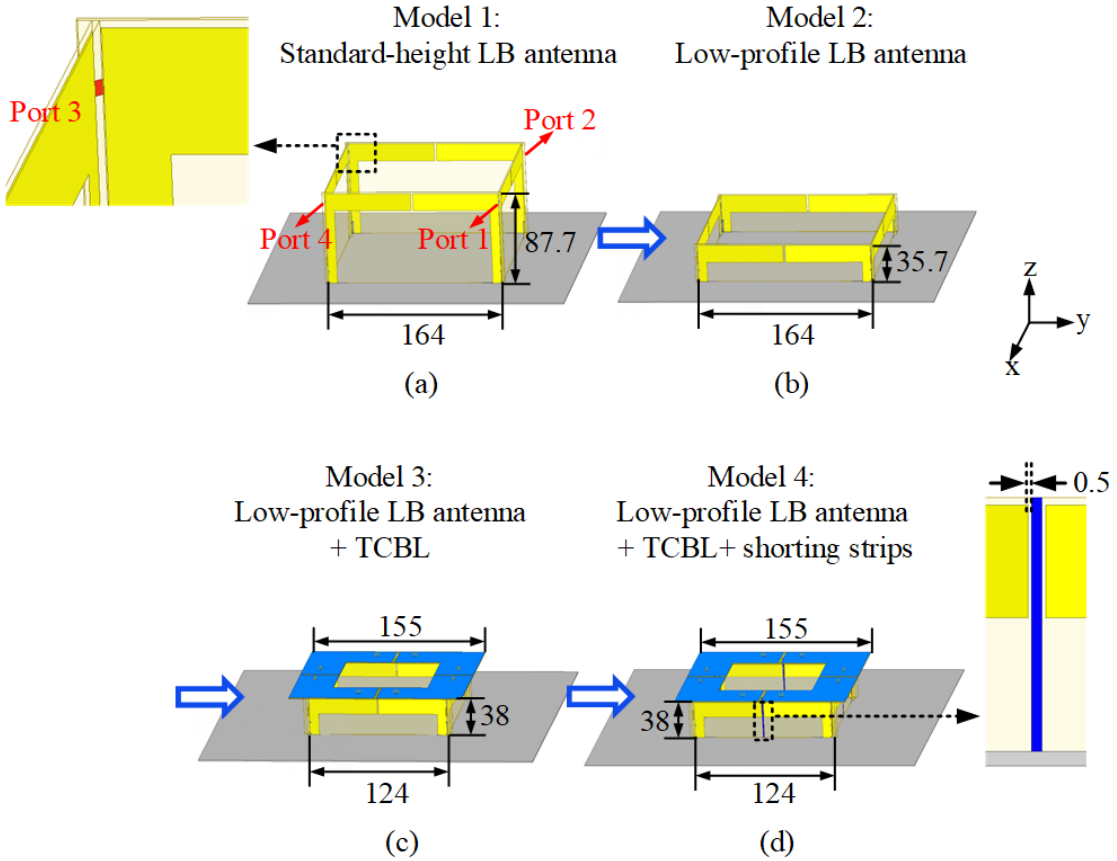 Model 1:
Standard-height LB antenna
Model 2:
Low-profile LB antenna
Port 3
Port 2
Port 4
Port 1
87.7
35.7
164
164
z
y
x
(a)
(b)
Model 3:
Low-profile LB antenna
+ TCBL
Model 4:
Low-profile LB antenna
+ TCBL+ shorting strips
0.5
155
155
38
38
124
124
(c)
(d)